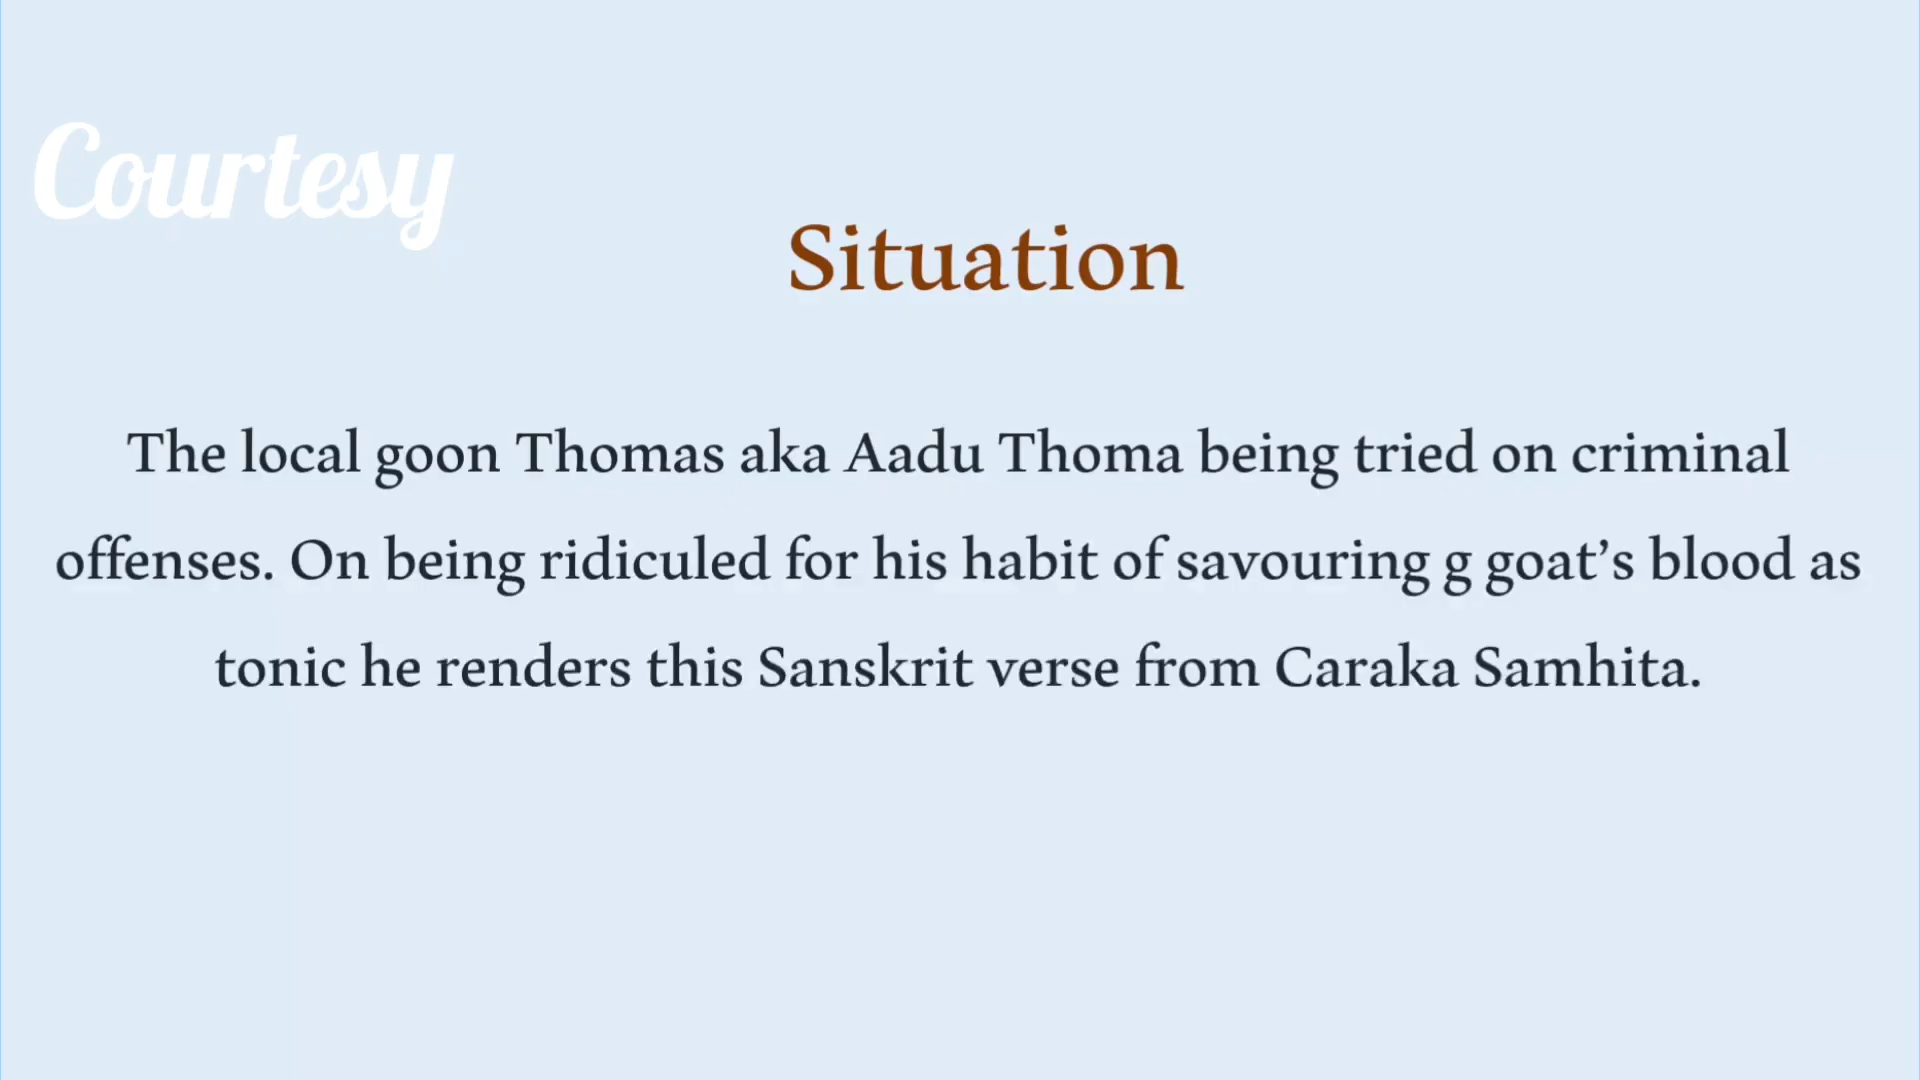 Courtesy
Situation
The local goon Thomas aka Aadu Thoma being tried on criminal
offenses. On being ridiculed for his habit of savouring g goat’s blood as
tonic he renders this Sanskrit verse from Caraka Samhita.